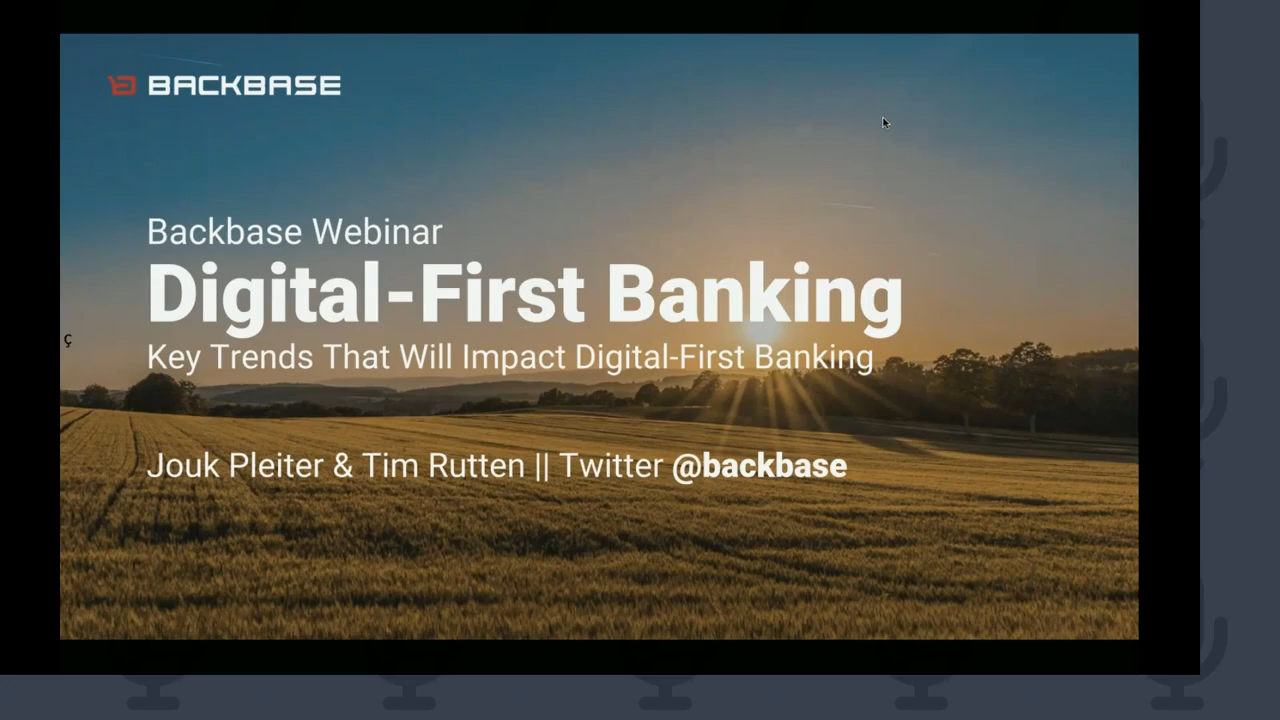 BACKBASE
Backbase Webinar
Digital-First Banking
ç
Key Trends That Will Impact Digital-First Banking
Jouk Pleiter & Tim Rutten || Twitter @backbase